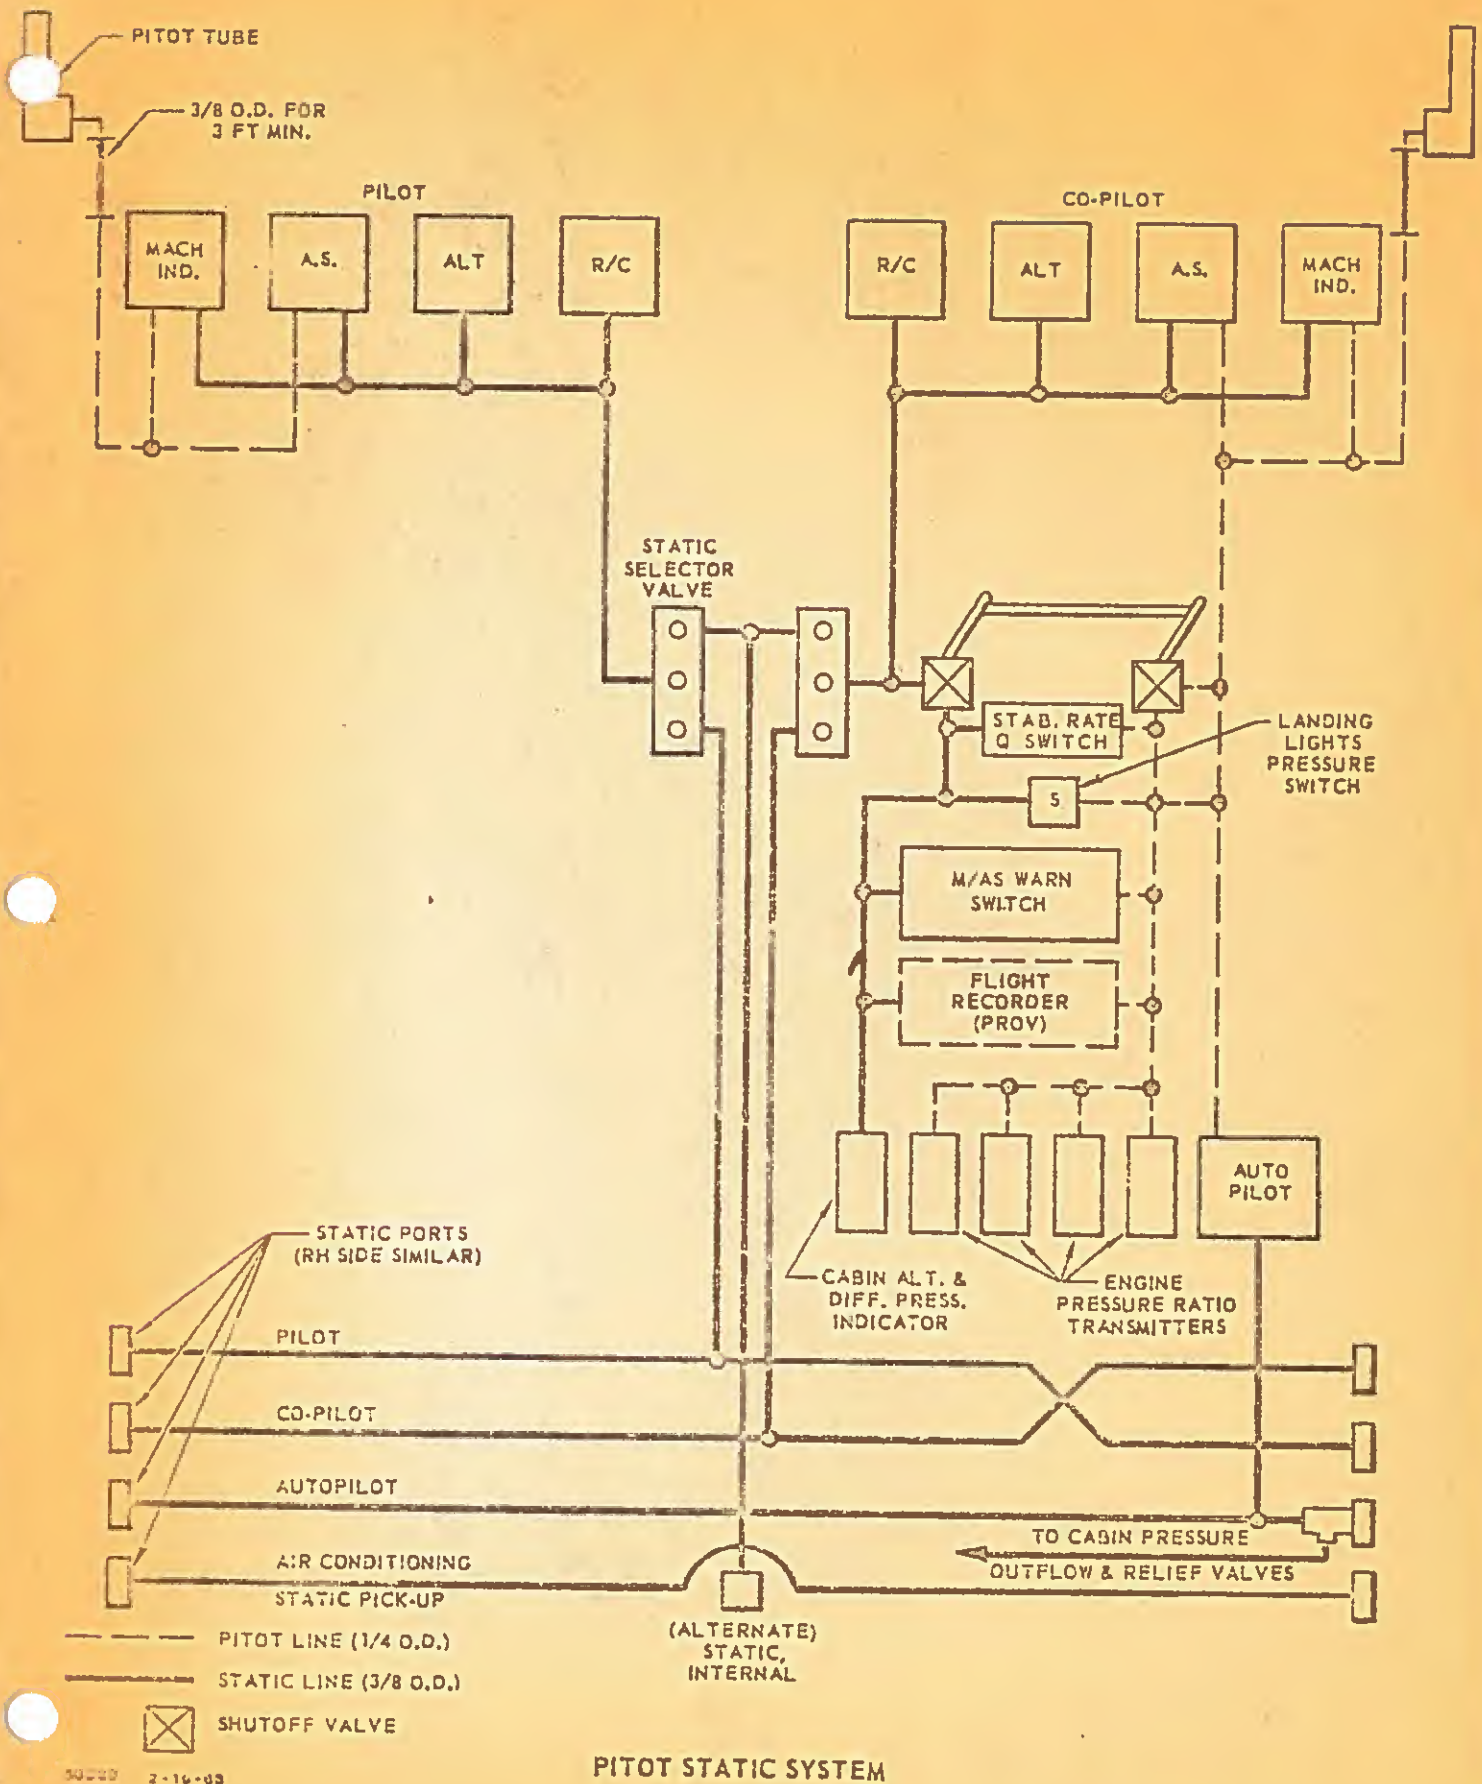 PITOT TUBE
3/8 O.D. FOR
3 FT MIN.
PILOT
CO-PILOT
MACH
IND.
A.S.
ALT
R/C
R/C
ALT
A.S.
MACH
IND.
STATIC
SELECTOR
VALVE
STAB. RATE
Q SWITCH
LANDING
LIGHTS
PRESSURE
SWITCH
S
M/AS WARN
SWITCH
FLIGHT
RECORDER
(PROV)
AUTO
PILOT
STATIC PORTS
(RH SIDE SIMILAR)
CABIN ALT. &
DIFF. PRESS.
INDICATOR
ENGINE
PRESSURE RATIO
TRANSMITTERS
PILOT
CO-PILOT
AUTOPILOT
TO CABIN PRESSURE
OUTFLOW & RELIEF VALVES
AIR CONDITIONING
STATIC PICK-UP
(ALTERNATE)
STATIC,
INTERNAL
PITOT LINE (1/4 O.D.)
STATIC LINE (3/8 O.D.)
SHUTOFF VALVE
PITOT STATIC SYSTEM